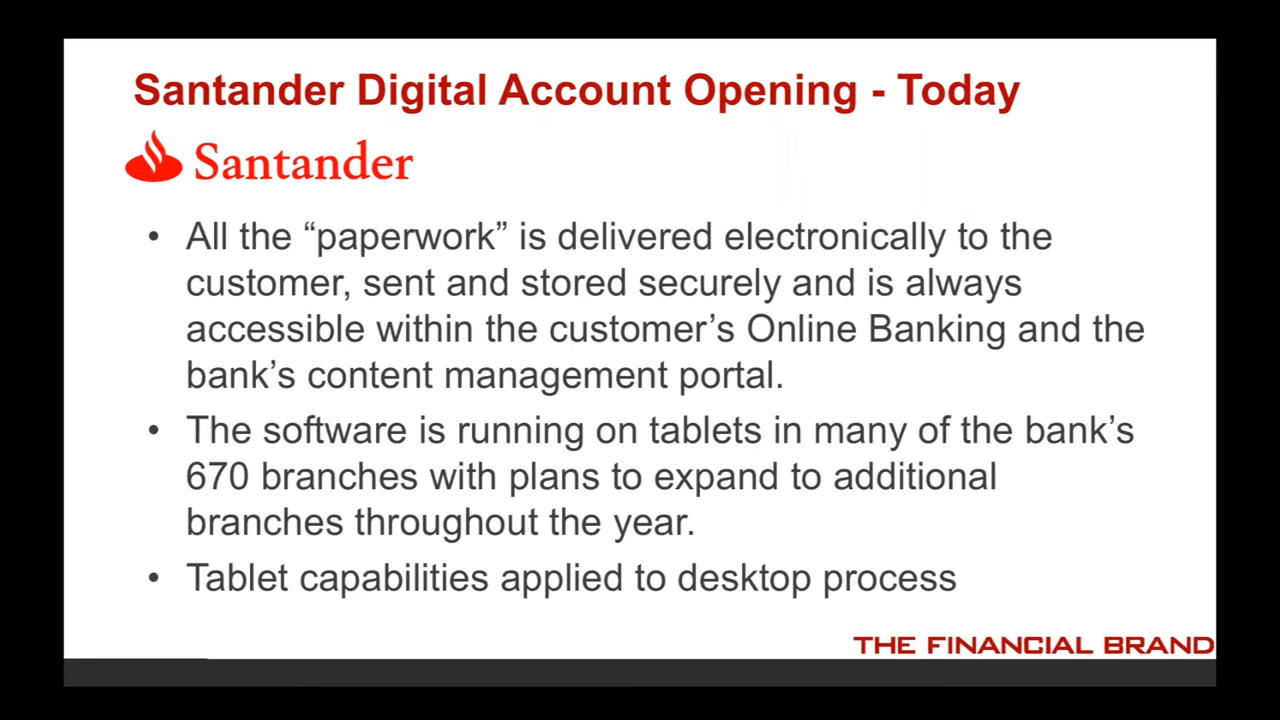 Santander Digital Account Opening - Today
Santander
• All the “paperwork” is delivered electronically to the
customer, sent and stored securely and is always
accessible within the customer’s Online Banking and the
bank’s content management portal.
• The software is running on tablets in many of the bank’s
670 branches with plans to expand to additional
branches throughout the year.
• Tablet capabilities applied to desktop process
THE FINANCIAL BRAND